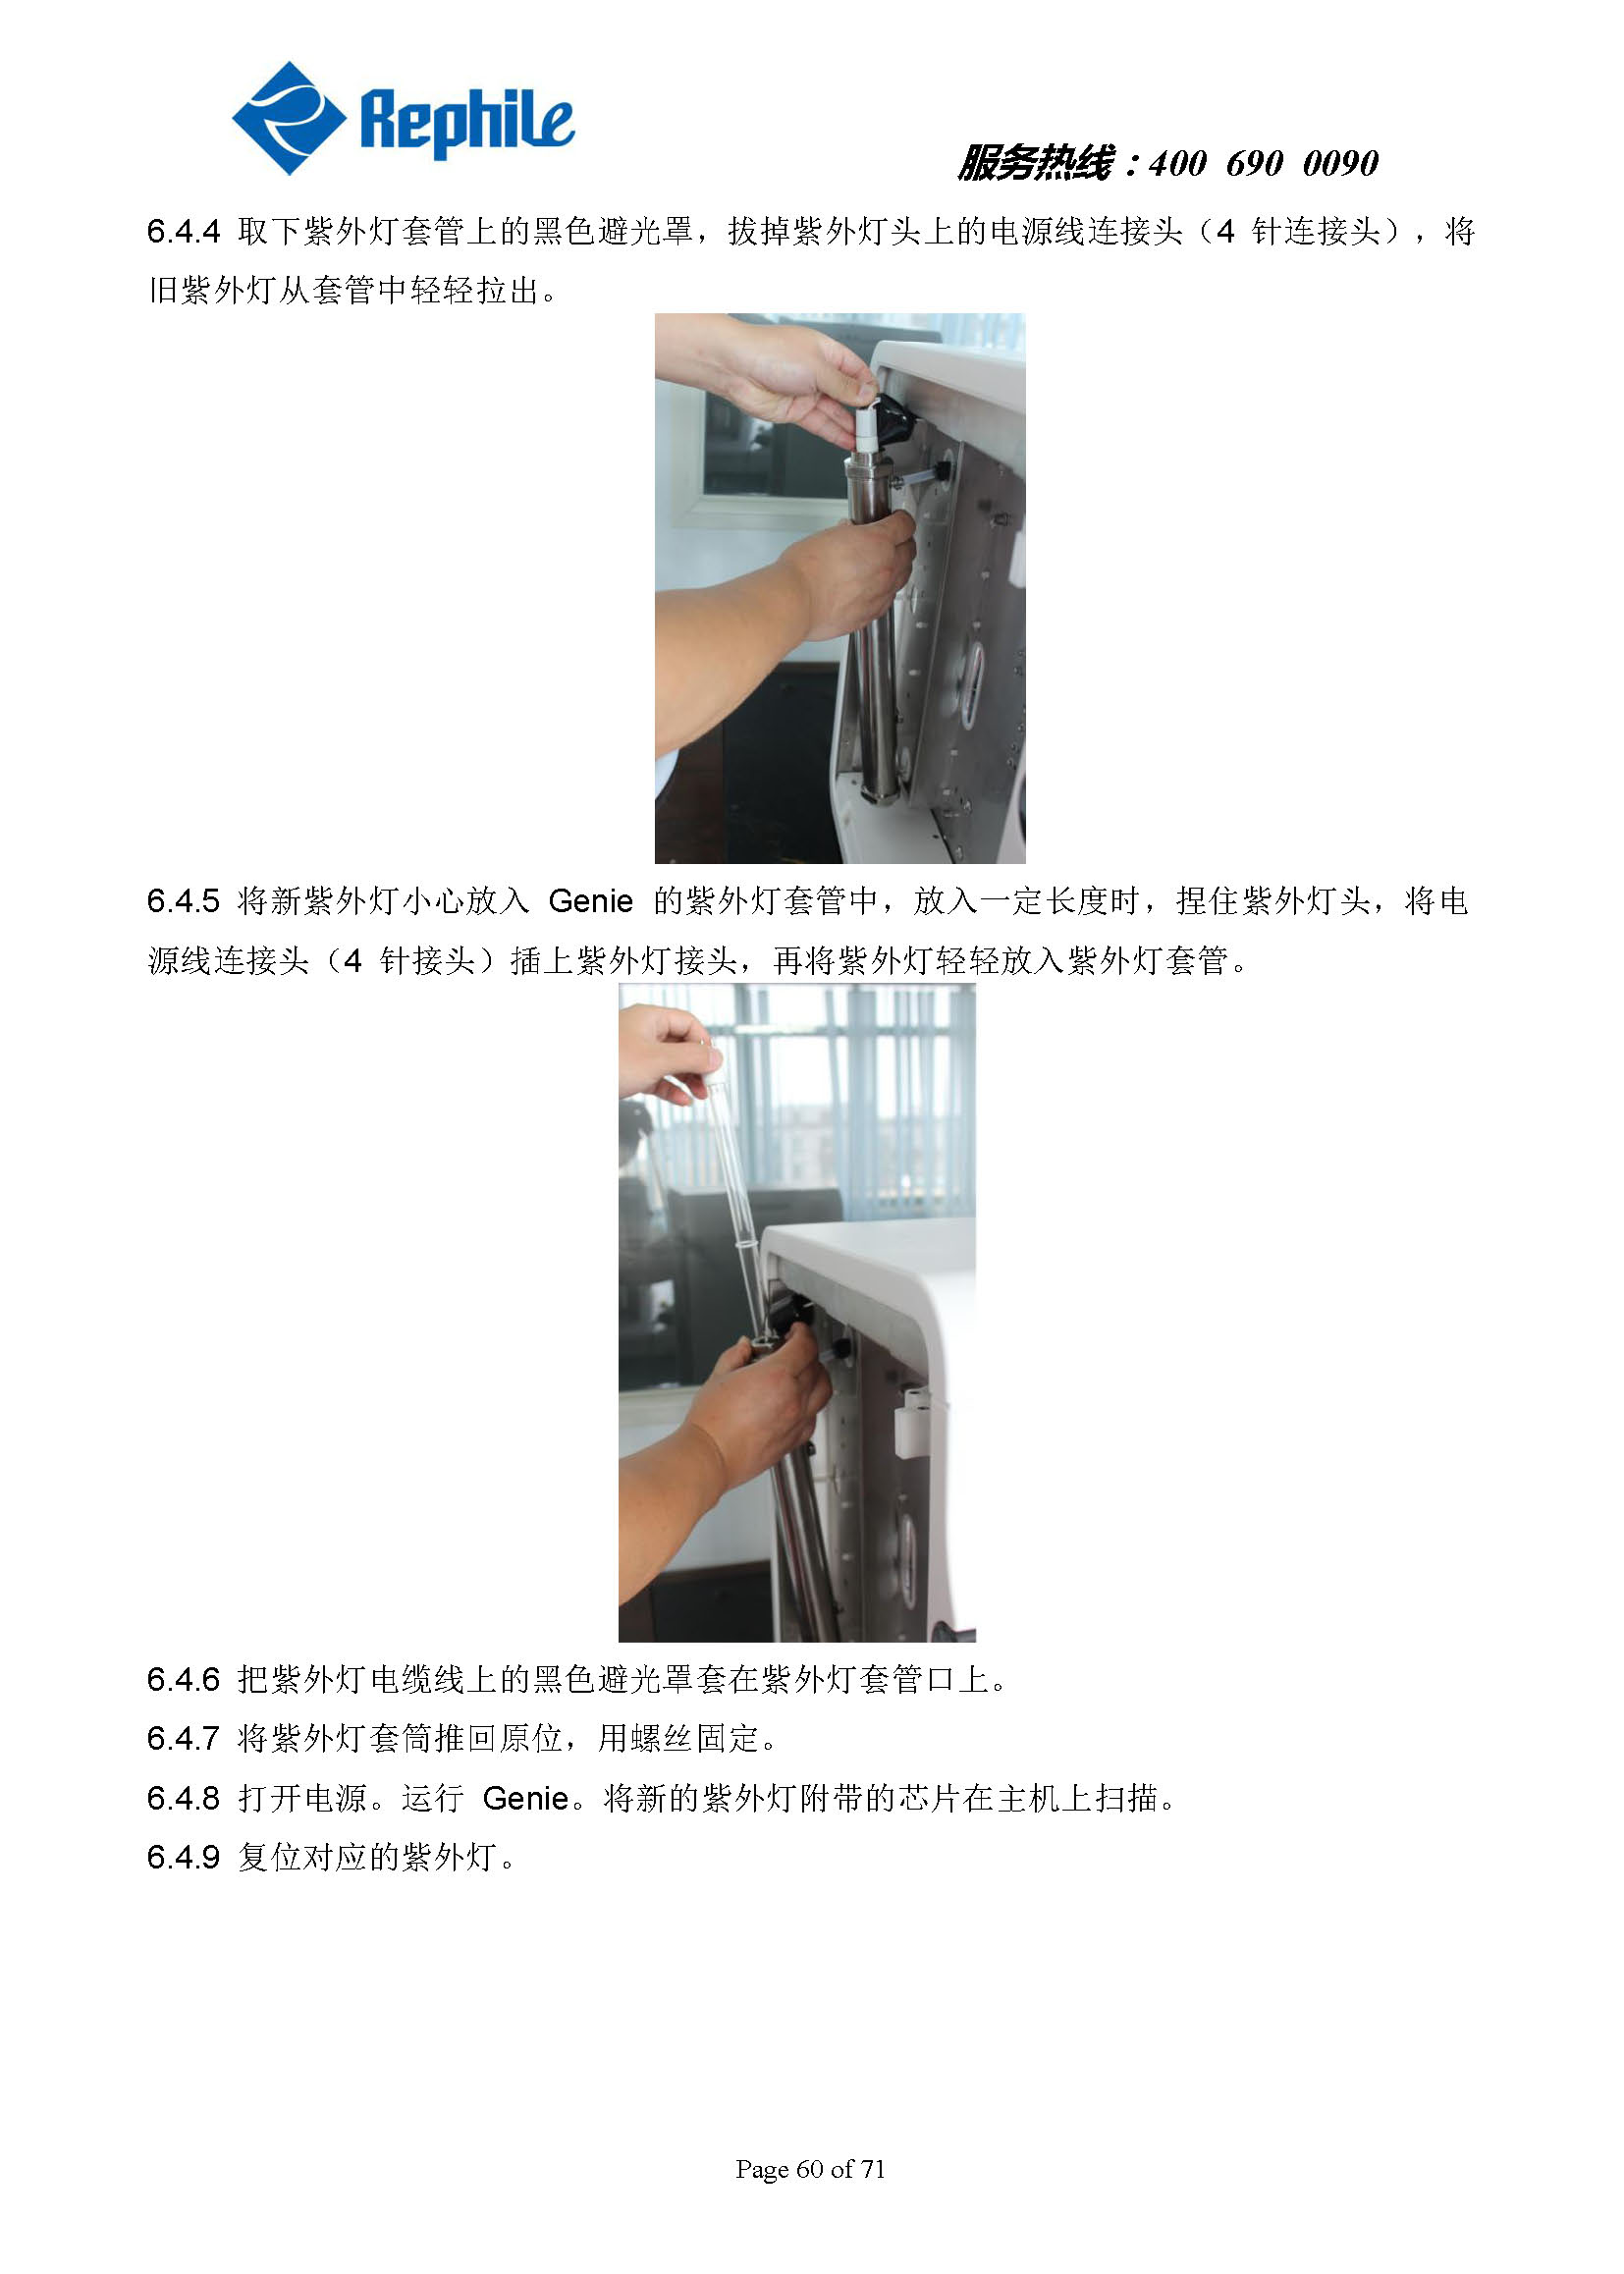 Rephile
服务热线：400 690 0090
6.4.4 取下紫外灯套管上的黑色避光罩，拔掉紫外灯头上的电源线连接头（4 针连接头），将
旧紫外灯从套管中轻轻拉出。
6.4.5 将新紫外灯小心放入 Genie 的紫外灯套管中，放入一定长度时，捏住紫外灯头，将电
源线连接头（4 针接头）插上紫外灯接头，再将紫外灯轻轻放入紫外灯套管。
6.4.6 把紫外灯电缆线上的黑色避光罩套在紫外灯套管口上。
6.4.7 将紫外灯套筒推回原位，用螺丝固定。
6.4.8 打开电源。运行 Genie。将新的紫外灯附带的芯片在主机上扫描。
6.4.9 复位对应的紫外灯。
Page 60 of 71